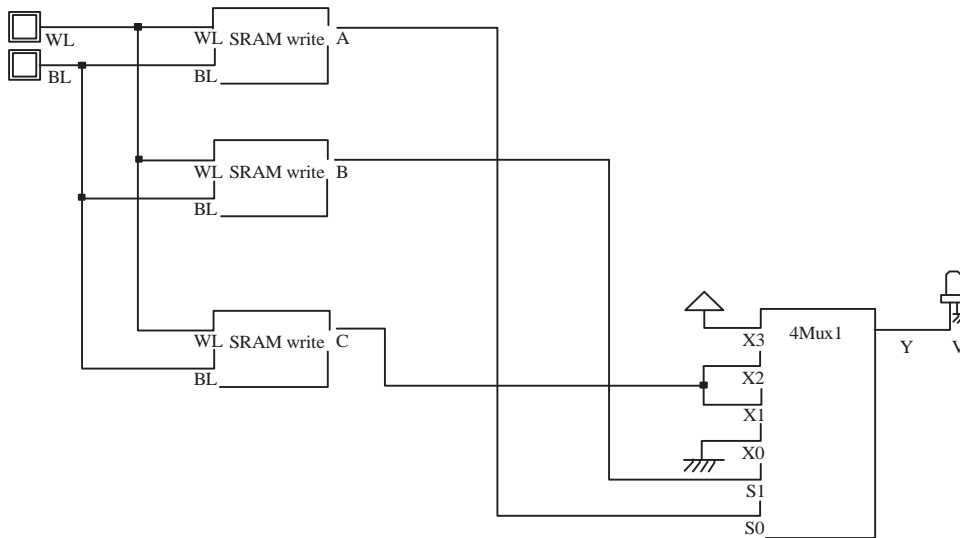 WL
BL
WL SRAM write A
BL
WL SRAM write B
BL
WL SRAM write C
BL
4Mux1
X3
X2
X1
X0
S1
S0
Y
V